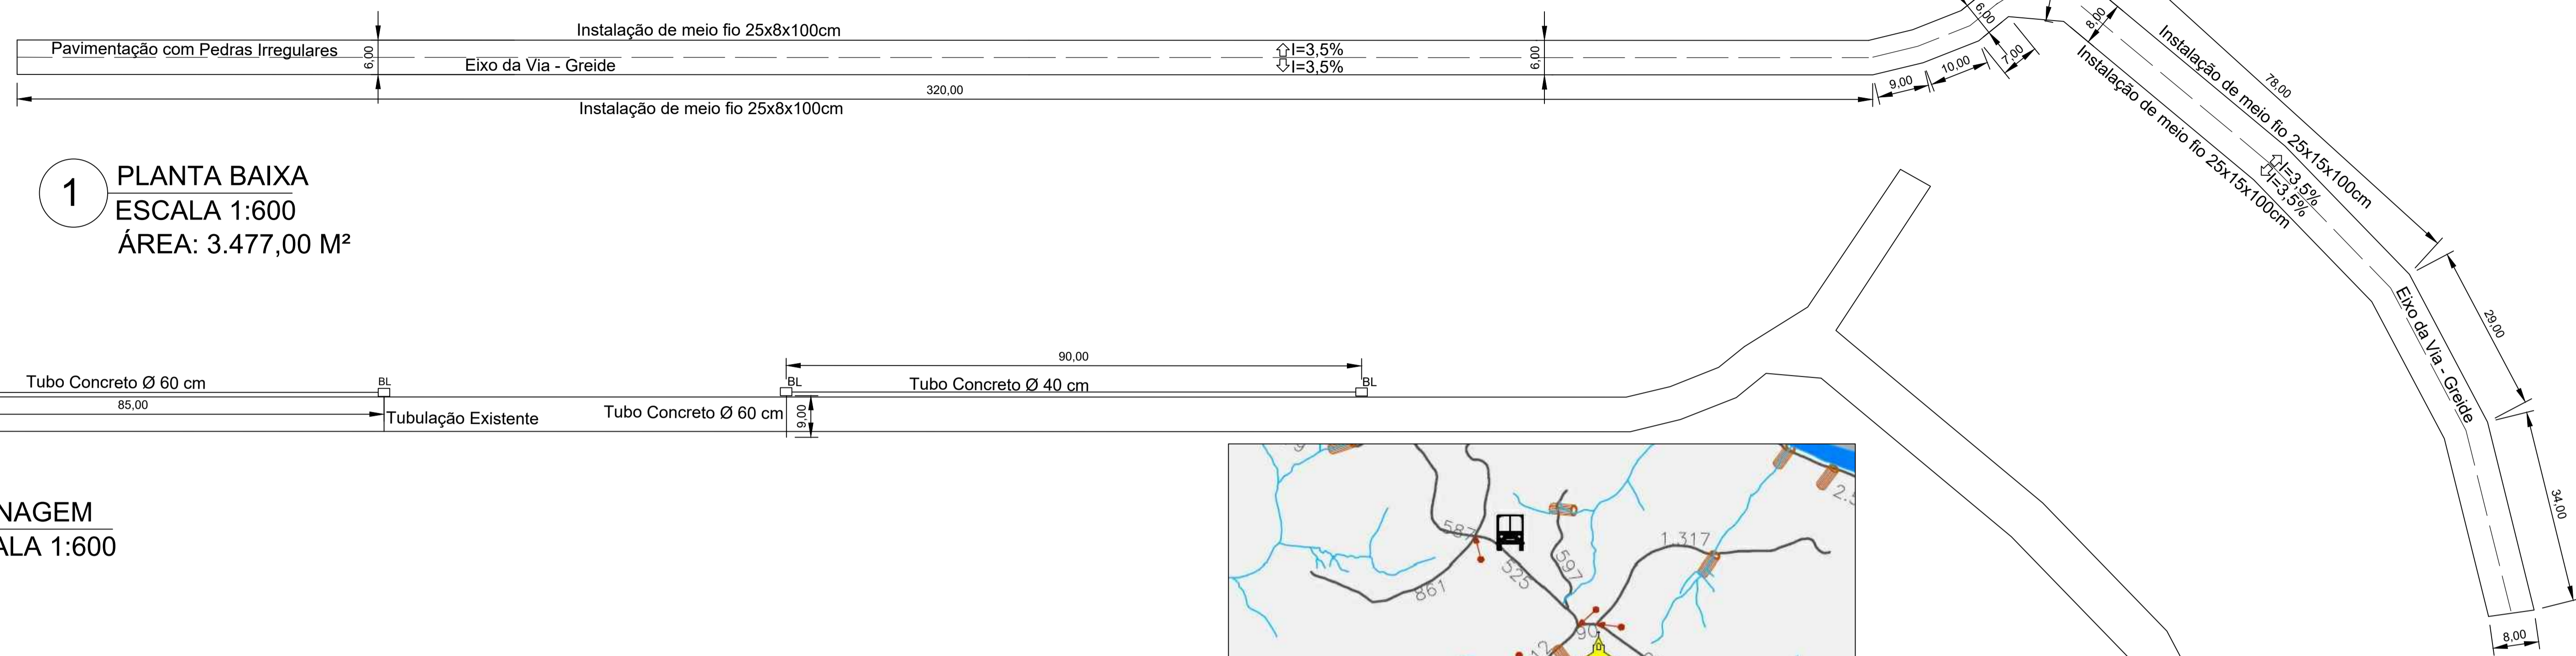 Instalação de meio fio 25x8x100cm
Pavimentação com Pedras Irregulares
6,00
Eixo da Via - Greide
I=3,5%
I=3,5%
6,00
320,00
Instalação de meio fio 25x8x100cm
9,00
10,00
7,00
6,00
8,00
Instalação de meio fio 25x15x100cm
78,00
Instalação de meio fio 25x15x100cm
I=3,5%
I=3,5%
Eixo da Via - Greide
29,00
34,00
8,00
1
PLANTA BAIXA
ESCALA 1:600
ÁREA: 3.477,00 M²
Tubo Concreto Ø 60 cm
85,00
BL
Tubulação Existente
Tubo Concreto Ø 60 cm
9,00
BL
90,00
Tubo Concreto Ø 40 cm
BL
NAGEM
ALA 1:600
587
525
597
861
1.317
90
12